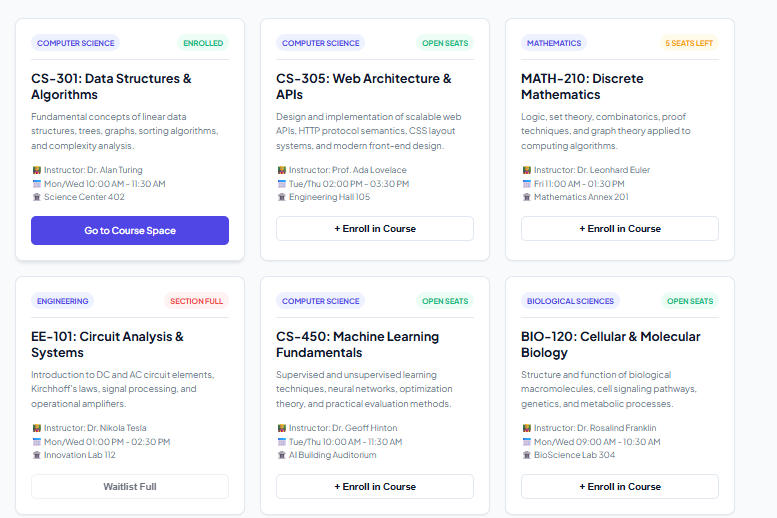 COMPUTER SCIENCE
ENROLLED
CS-301: Data Structures &
Algorithms
Fundamental concepts of linear data
structures, trees, graphs, sorting algorithms,
and complexity analysis.
Instructor: Dr. Alan Turing
Mon/Wed 10:00 AM - 11:30 AM
Science Center 402
Go to Course Space
COMPUTER SCIENCE
OPEN SEATS
CS-305: Web Architecture &
APIs
Design and implementation of scalable web
APIs, HTTP protocol semantics, CSS layout
systems, and modern front-end design.
Instructor: Prof. Ada Lovelace
Tue/Thu 02:00 PM - 03:30 PM
Engineering Hall 105
+ Enroll in Course
MATHEMATICS
5 SEATS LEFT
MATH-210: Discrete
Mathematics
Logic, set theory, combinatorics, proof
techniques, and graph theory applied to
computing algorithms.
Instructor: Dr. Leonhard Euler
Fri 11:00 AM - 01:30 PM
Mathematics Annex 201
+ Enroll in Course
ENGINEERING
SECTION FULL
EE-101: Circuit Analysis &
Systems
Introduction to DC and AC circuit elements,
Kirchhoff's laws, signal processing, and
operational amplifiers.
Instructor: Dr. Nikola Tesla
Mon/Wed 01:00 PM - 02:30 PM
Innovation Lab 112
Waitlist Full
COMPUTER SCIENCE
OPEN SEATS
CS-450: Machine Learning
Fundamentals
Supervised and unsupervised learning
techniques, neural networks, optimization
theory, and practical evaluation methods.
Instructor: Dr. Geoff Hinton
Tue/Thu 10:00 AM - 11:30 AM
AI Building Auditorium
+ Enroll in Course
BIOLOGICAL SCIENCES
OPEN SEATS
BIO-120: Cellular & Molecular
Biology
Structure and function of biological
macromolecules, cell signaling pathways,
genetics, and metabolic processes.
Instructor: Dr. Rosalind Franklin
Mon/Wed 09:00 AM - 10:30 AM
BioScience Lab 304
+ Enroll in Course